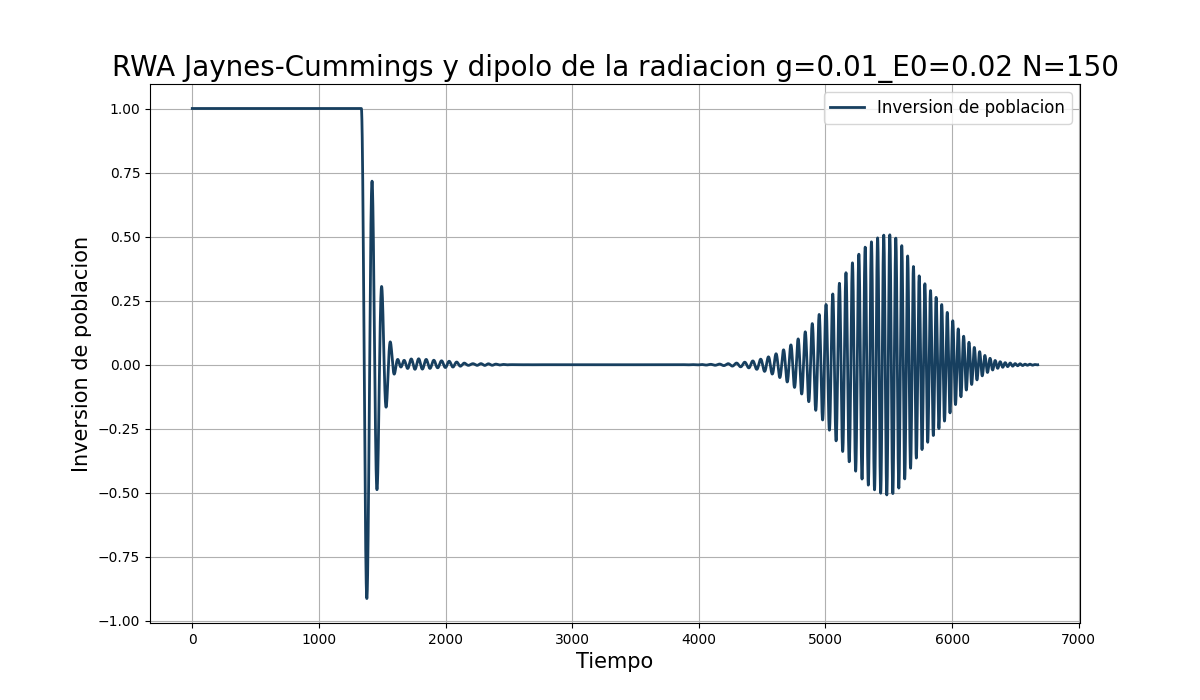 RWA Jaynes-Cummings y dipolo de la radiacion g=0.01_E0=0.02 N=150
Inversion de poblacion
1.00
0.75
0.50
0.25
0.00
−0.25
−0.50
−0.75
−1.00
Inversion de poblacion
0 1000 2000 3000 4000 5000 6000 7000
Tiempo